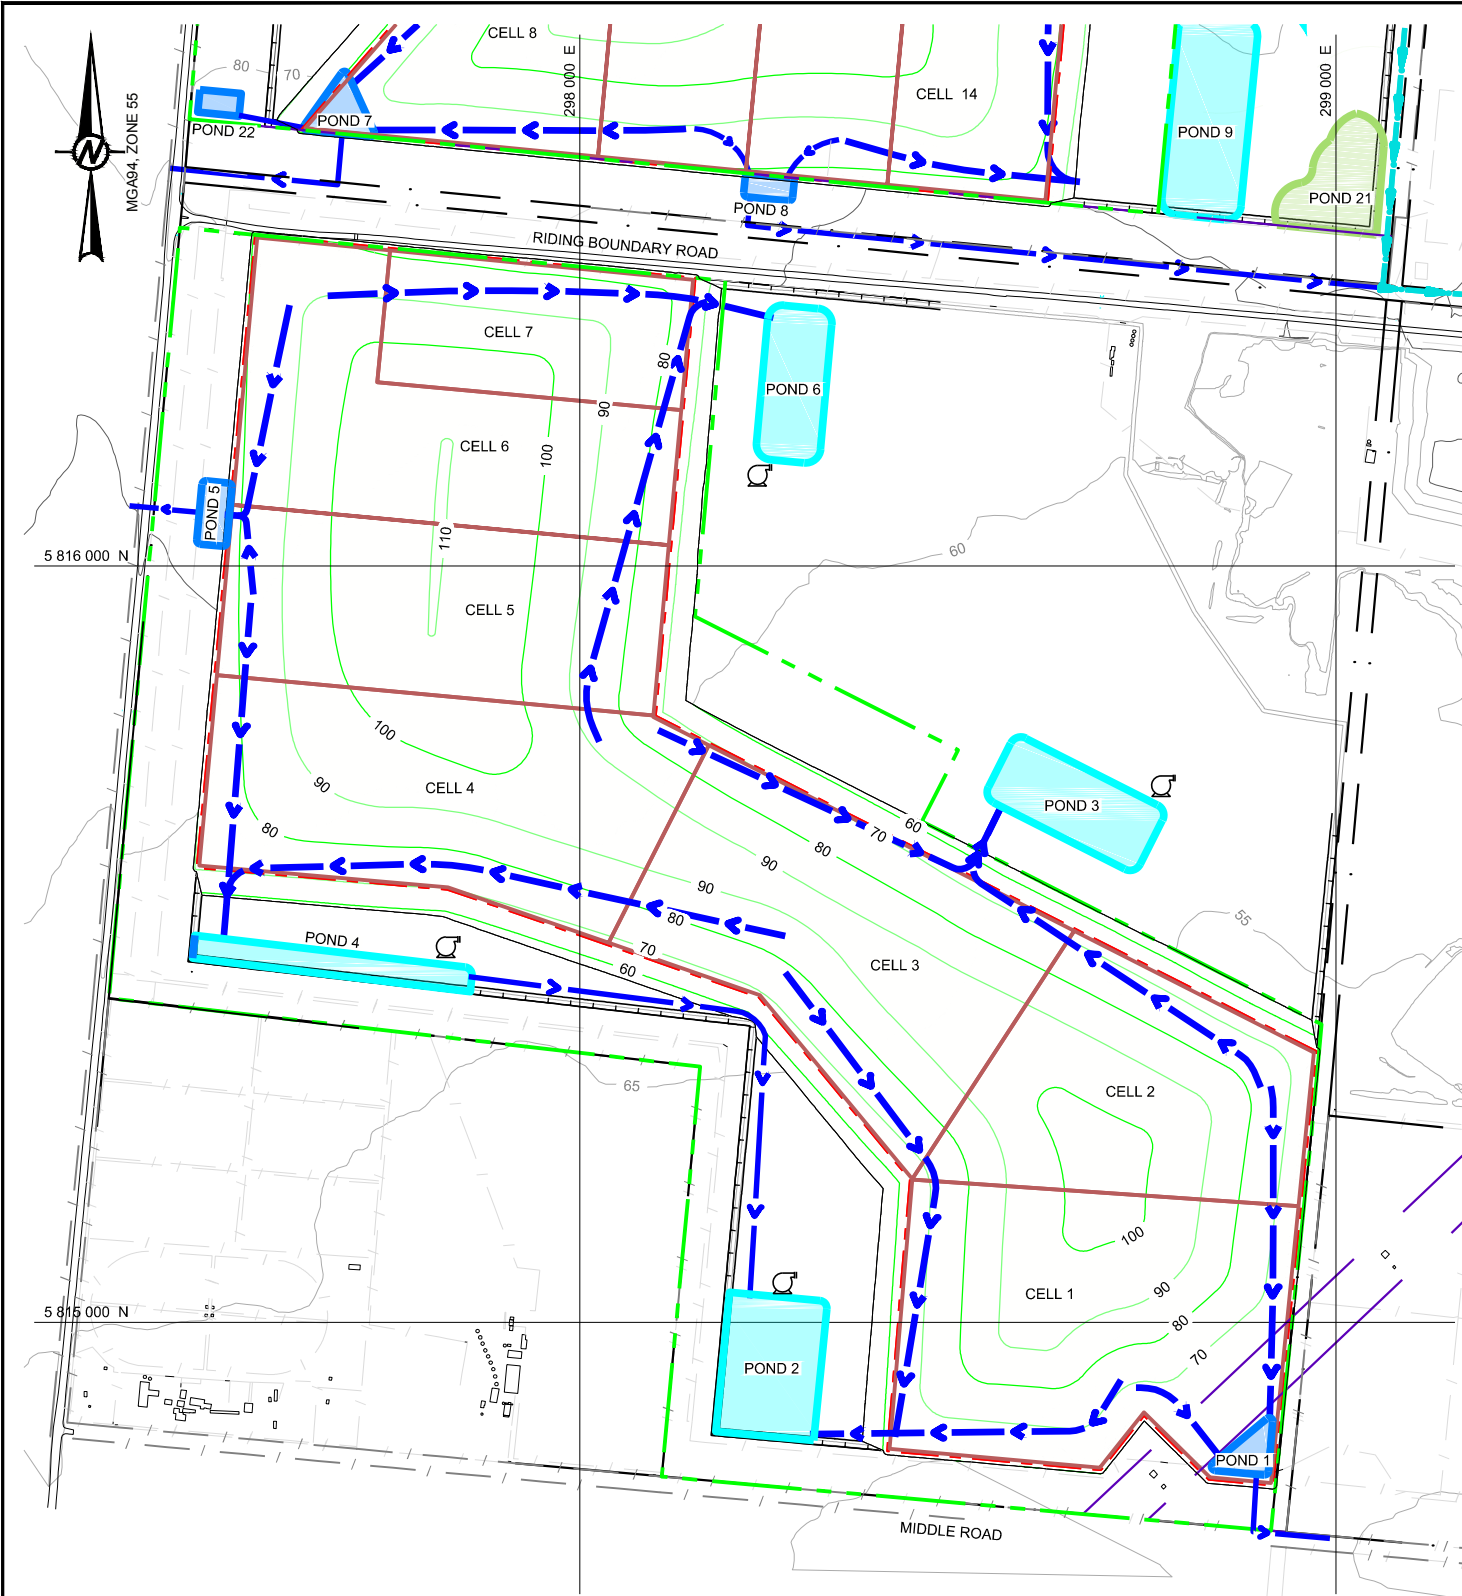 CELL 8
80
70
298 000 E
299 000 E
MGA94, ZONE 55
N
CELL 14
POND 22
POND 7
POND 9
POND 8
POND 21
RIDING BOUNDARY ROAD
CELL 7
80
POND 6
90
CELL 6
100
POND 5
110
5 816 000 N
60
CELL 5
100
CELL 4
90
80
POND 3
60
70
80
90
90
80
55
POND 4
70
60
CELL 3
65
CELL 2
100
90
CELL 1
5 815 000 N
80
70
POND 2
POND 1
MIDDLE ROAD